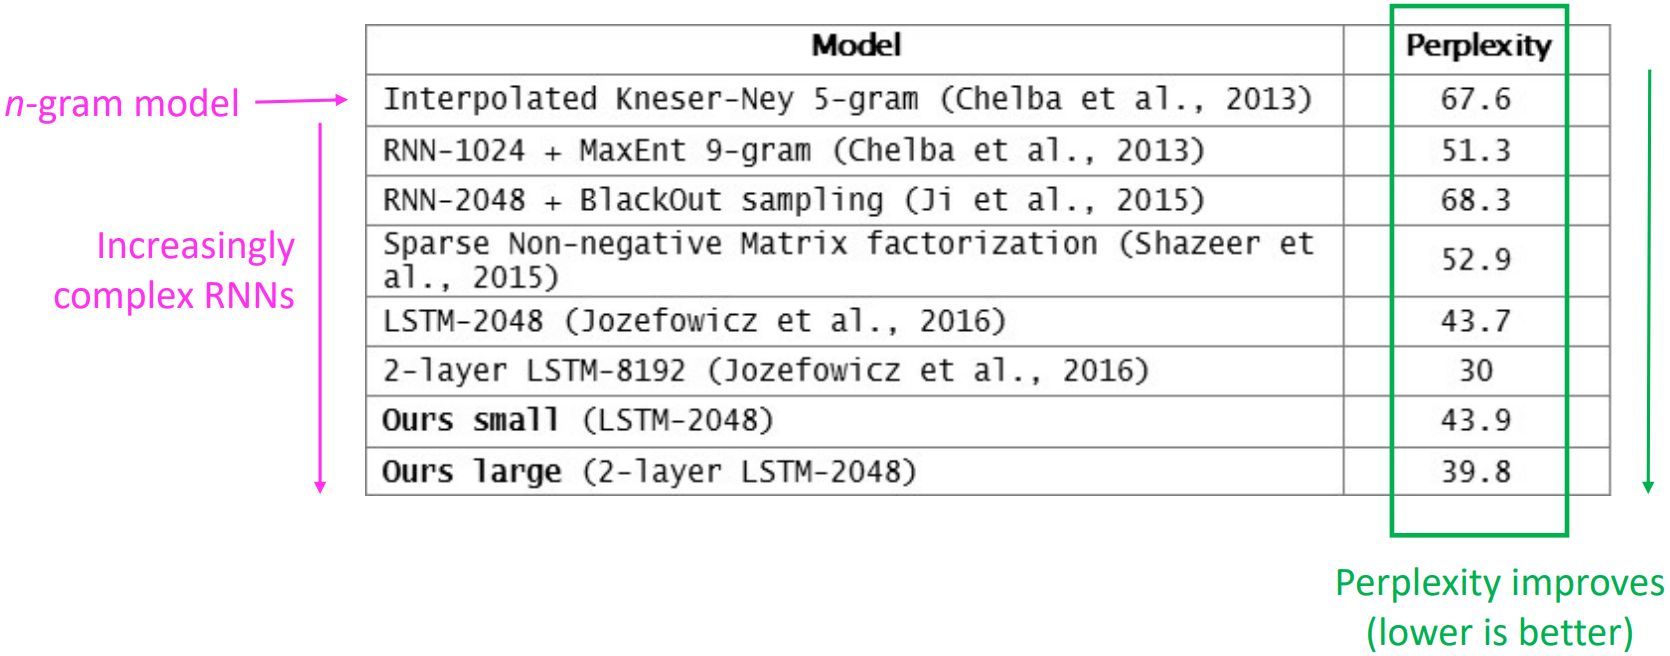 Model Perplexity
n-gram model
Interpolated Kneser-Ney 5-gram (Chelba et al., 2013) 67.6
RNN-1024 + MaxEnt 9-gram (Chelba et al., 2013) 51.3
RNN-2048 + BlackOut sampling (Ji et al., 2015) 68.3
Increasingly
complex RNNs
Sparse Non-negative Matrix factorization (Shazeer et
al., 2015) 52.9
LSTM-2048 (Jozefowicz et al., 2016) 43.7
2-layer LSTM-8192 (Jozefowicz et al., 2016) 30
Ours small (LSTM-2048) 43.9
Ours large (2-layer LSTM-2048) 39.8
Perplexity improves
(lower is better)